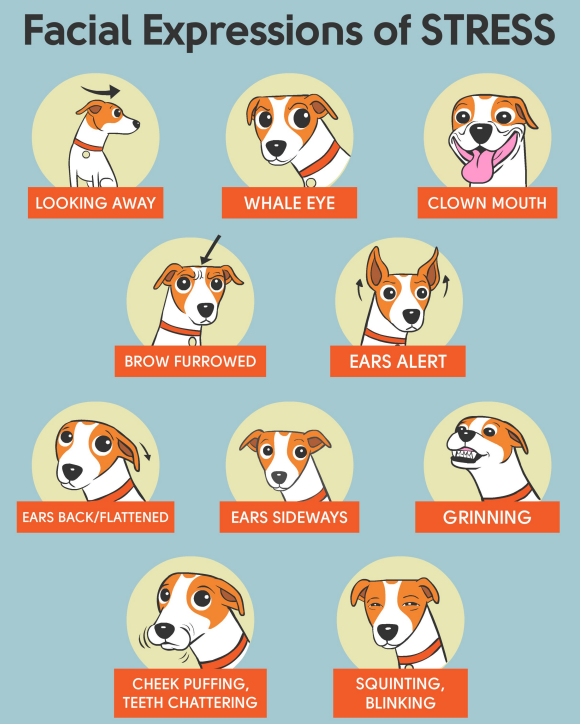 Facial Expressions of STRESS
LOOKING AWAY
WHALE EYE
CLOWN MOUTH
BROW FURROWED
EARS ALERT
EARS BACK/FLATTENED
EARS SIDEWAYS
GRINNING
CHEEK PUFFING,
TEETH CHATTERING
SQUINTING,
BLINKING